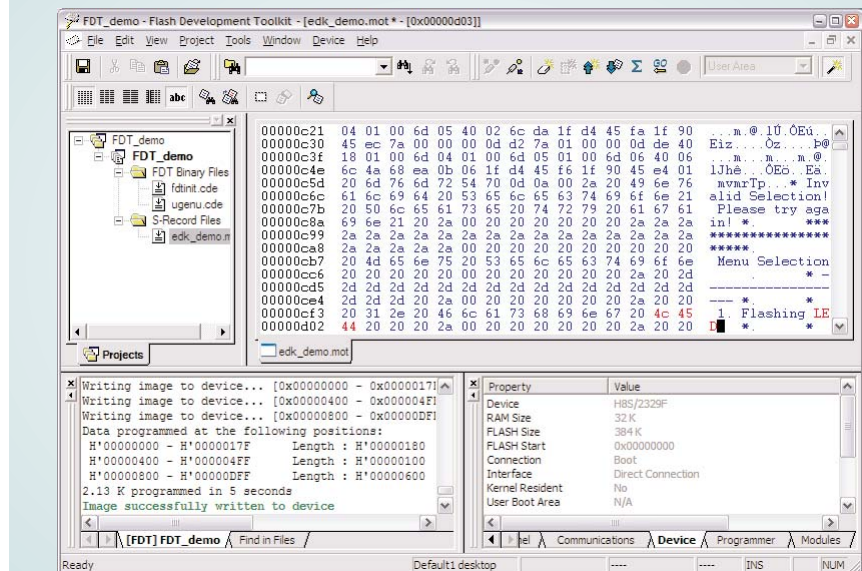 FDT_demo - Flash Development Toolkit - [edk_demo.mot * - [0x00000d03]]
File Edit View Project Tools Window Device Help
User Area
abc
FDT_demo
FDT_demo
FDT Binary Files
fdtinit.cde
ugenu.cde
S-Record Files
edk_demo.m
Projects
00000c21 04 01 00 6d 05 40 02 6c da 1f d4 45 fa 1f 90 ...m.@.lÚ.ÔEú..
00000c30 45 ec 7a 00 00 00 0d d2 7a 01 00 00 0d de 40 Eìz....Òz....Þ@
00000c3f 18 01 00 6d 04 01 00 6d 05 01 00 6d 06 40 06 ...m...m...m.@.
00000c4e 6c 4a 68 ea 0b 06 1f d4 45 f6 1f 90 45 e4 01 lJhê...ÔEö..Eä.
00000c5d 20 6d 76 6d 72 54 70 0d 0a 00 2a 20 49 6e 76 mvmrTp...* Inv
00000c6c 61 6c 69 64 20 53 65 6c 65 63 74 69 6f 6e 21 alid Selection!
00000c7b 20 50 6c 65 61 73 65 20 74 72 79 20 61 67 61 Please try aga
00000c8a 69 6e 21 20 2a 00 20 20 20 20 20 20 2a 2a 2a in! *. ***
00000c99 2a 2a 2a 2a 2a 2a 2a 2a 2a 2a 2a 2a 2a 2a 2a ***************
00000ca8 2a 2a 2a 2a 2a 00 20 20 20 20 20 20 20 20 20 *****.
00000cb7 20 4d 65 6e 75 20 53 65 6c 65 63 74 69 6f 6e Menu Selection
00000cc6 20 20 20 20 20 20 20 20 20 20 20 20 2a 20 2d . * -
00000cd5 2d 2d 2d 2d 2d 2d 2d 2d 2d 2d 2d 2d 2d 2d 2d ---------------
00000ce4 2d 2d 2d 20 2a 00 20 20 20 20 20 20 2a 20 20 --- *. *
00000cf3 20 31 2e 20 46 6c 61 73 68 69 6e 67 20 4c 45 1. Flashing LE
00000d02 44 20 20 20 2a 00 20 20 20 20 20 20 2a 20 20 D *. *
edk_demo.mot
Writing image to device... [0x00000000 - 0x0000017
Writing image to device... [0x00000400 - 0x000004F
Writing image to device... [0x00000800 - 0x00000DF
Data programmed at the following positions:
H'00000000 - H'0000017F Length : H'00000180
H'00000400 - H'000004FF Length : H'00000100
H'00000800 - H'00000DFF Length : H'00000600
2.13 K programmed in 5 seconds
Image successfully written to device
[FDT] FDT_demo Find in Files
Property Value
Device H8S/2329F
RAM Size 32 K
FLASH Size 384 K
FLASH Start 0x00000000
Connection Boot
Interface Direct Connection
Kernel Resident No
User Boot Area N/A
Communications Device Programmer Modules
Ready Default1 desktop ---- ---- INS NUM